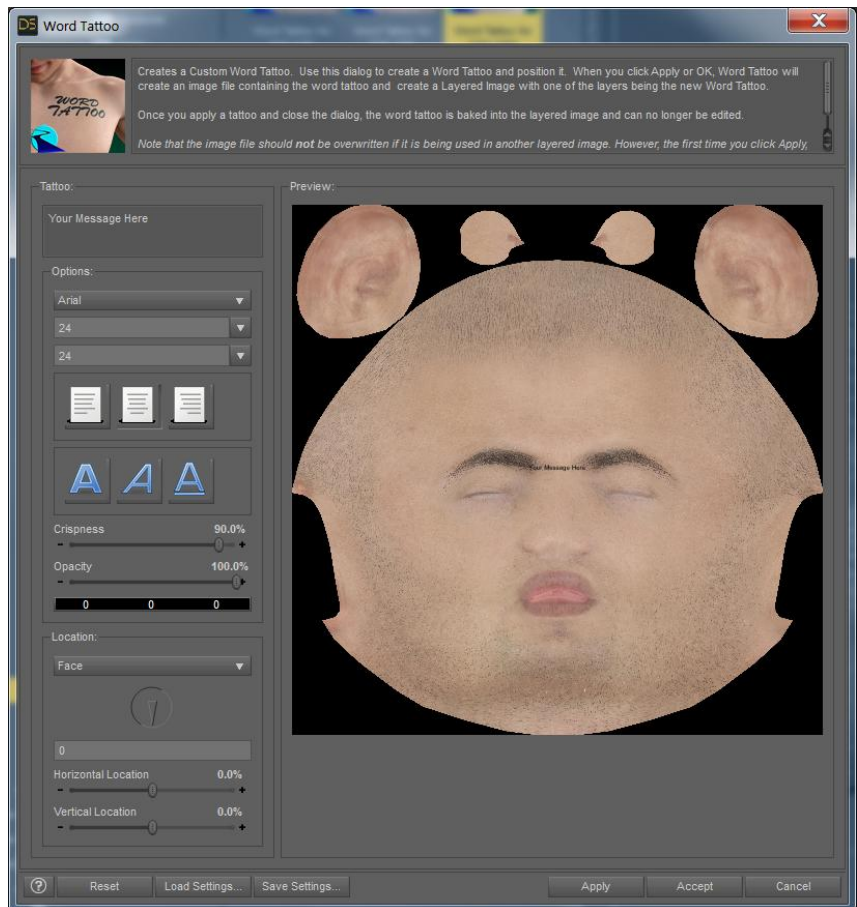 DS Word Tattoo
X
WORD
TATTOO
Creates a Custom Word Tattoo. Use this dialog to create a Word Tattoo and position it. When you click Apply or OK, Word Tattoo will
create an image file containing the word tattoo and create a Layered Image with one of the layers being the new Word Tattoo.
Once you apply a tattoo and close the dialog, the word tattoo is baked into the layered image and can no longer be edited.
Note that the image file should not be overwritten if it is being used in another layered image. However, the first time you click Apply,
Tattoo:
Preview:
Your Message Here
Options:
Arial
24
24
A A A
Your Message Here
Crispness 90.0%
- +
Opacity 100.0%
- +
0 0 0
Location:
Face
0
Horizontal Location 0.0%
- +
Vertical Location 0.0%
- +
? Reset Load Settings... Save Settings... Apply Accept Cancel